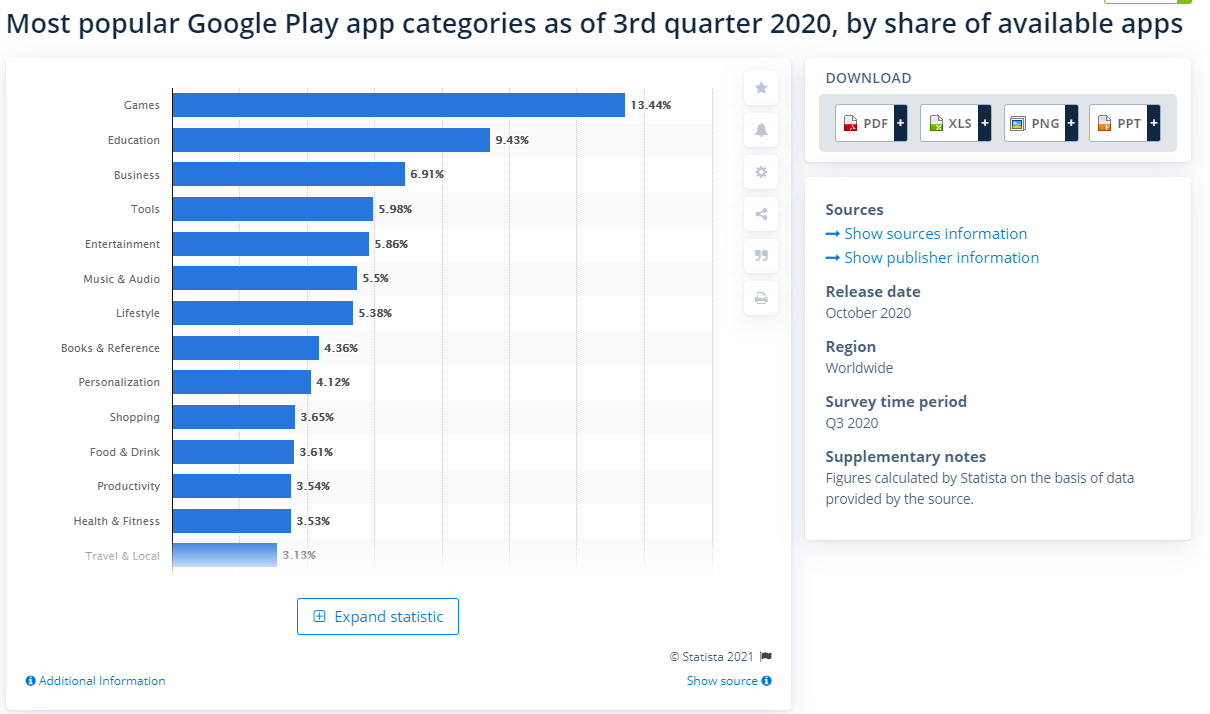 Most popular Google Play app categories as of 3rd quarter 2020, by share of available apps
Games 13.44%
Education 9.43%
Business 6.91%
Tools 5.98%
Entertainment 5.86%
Music & Audio 5.5%
Lifestyle 5.38%
Books & Reference 4.36%
Personalization 4.12%
Shopping 3.65%
Food & Drink 3.61%
Productivity 3.54%
Health & Fitness 3.53%
Travel & Local 3.13%
Expand statistic
© Statista 2021
Additional Information
Show source
DOWNLOAD
PDF + XLS + PNG + PPT +
Sources
Show sources information
Show publisher information
Release date
October 2020
Region
Worldwide
Survey time period
Q3 2020
Supplementary notes
Figures calculated by Statista on the basis of data
provided by the source.